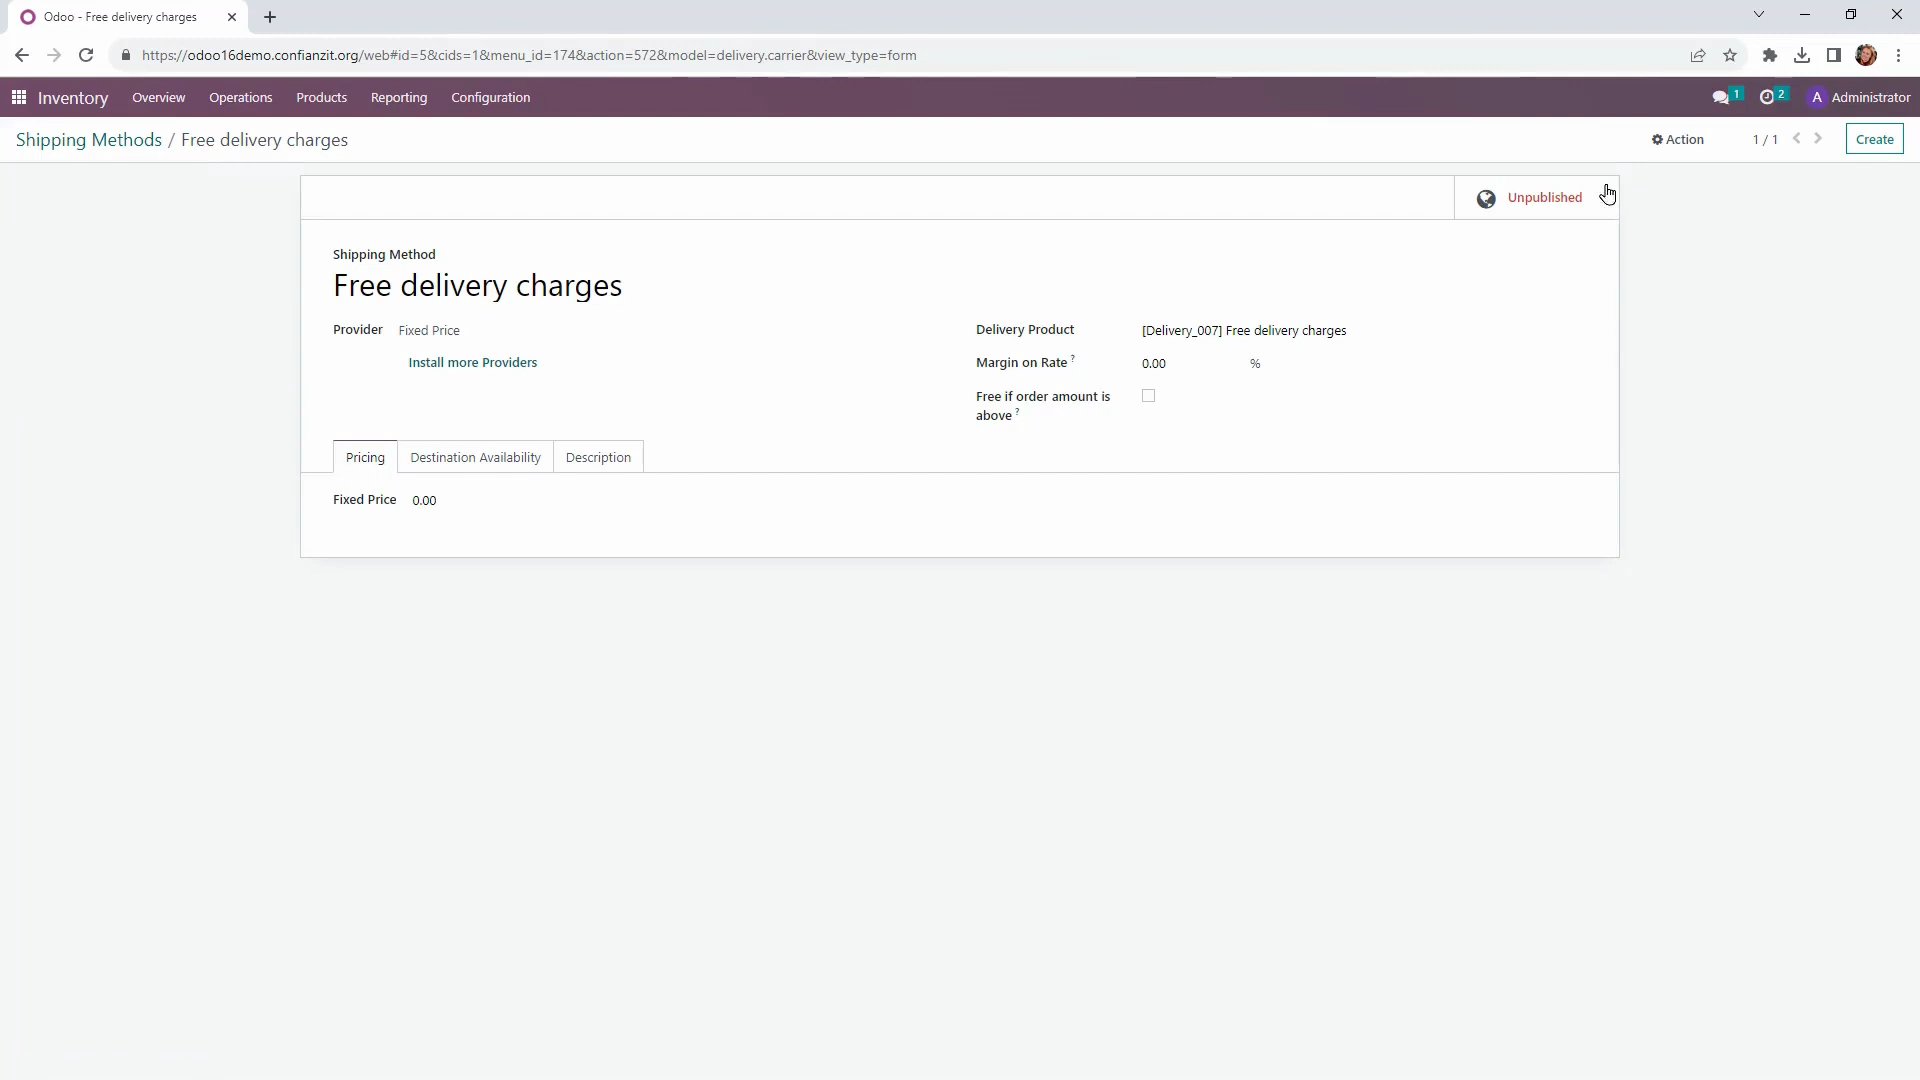 Odoo - Free delivery charges
https://odoo16demo.confianzit.org/web#id=5&cids=1&menu_id=174&action=572&model=delivery.carrier&view_type=form
Inventory Overview Operations Products Reporting Configuration 1 2 A Administrator
Shipping Methods / Free delivery charges Action 1 / 1 Create
Unpublished
Shipping Method
Free delivery charges
Provider Fixed Price Delivery Product [Delivery_007] Free delivery charges
Install more Providers Margin on Rate ? 0.00 %
Free if order amount is
above ?
Pricing Destination Availability Description
Fixed Price 0.00